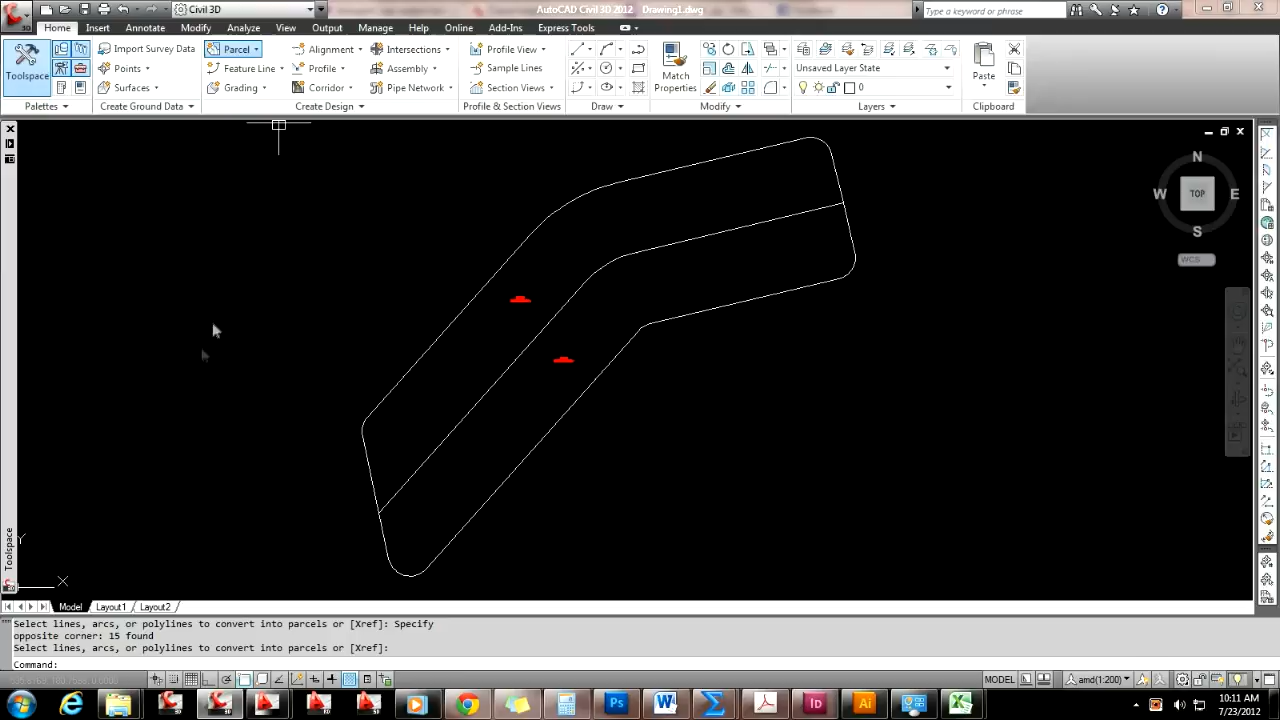 Civil 3D
AutoCAD Civil 3D 2012 Drawing1.dwg
Type a keyword or phrase
Home Insert Annotate Modify Analyze View Output Manage Help Online Add-Ins Express Tools
Toolspace
Import Survey Data
Points
Surfaces
Parcel
Feature Line
Grading
Alignment
Profile
Corridor
Intersections
Assembly
Pipe Network
Profile View
Sample Lines
Section Views
Match
Properties
Unsaved Layer State
0
Paste
Palettes Create Ground Data Create Design Profile & Section Views Draw Modify Layers Clipboard
N
W TOP E
S
WCS
Toolspace
Y
X
Model Layout1 Layout2
Select lines, arcs, or polylines to convert into parcels or [Xref]: Specify
opposite corner: 15 found
Select lines, arcs, or polylines to convert into parcels or [Xref]:
Command:
MODEL amd(1:200)
3D
Ps
W
Id
Ai
10:11 AM
7/23/2012